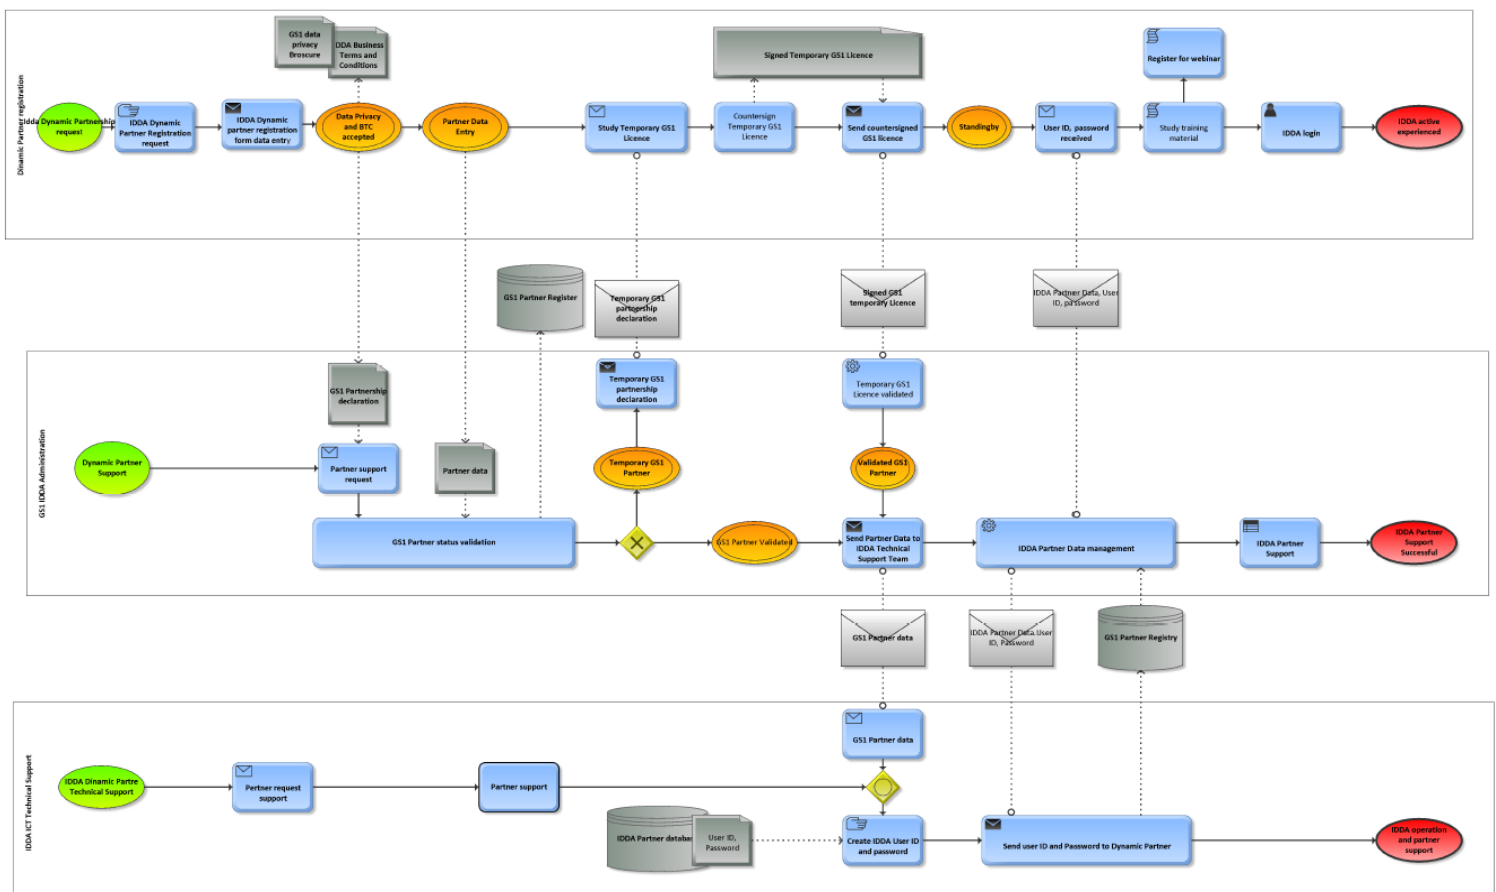 Dinamic Partner registration
GS1 data
privacy
Broscure
IDDA Business
Terms and
Conditions
Signed Temporary GS1 Licence
Register for webinar
Idda Dynamic Partnership
request
IDDA Dynamic
Partner Registration
request
IDDA Dynamic
partner registration
form data entry
Data Privacy
and BTC
accepted
Partner Data
Entry
Study Temporary GS1
Licence
Countersign
Temporary GS1
Licence
Send countersigned
GS1 licence
Standingby
User ID, password
received
Study training
material
IDDA login
IDDA active
experienced
GS1 Partner Register
Temporary GS1
partnership
declaration
Signed GS1
temporary Licence
IDDA Partner Data, User
ID, password
GS1 IDDA Administration
GS1 Partnership
declaration
Temporary GS1
partnership
declaration
Temporary GS1
Licence validated
Dynamic Partner
Support
Partner support
request
Partner data
Temporary GS1
Partner
Validated GS1
Partner
GS1 Partner status validation
GS1 Partner Validated
Send Partner Data to
IDDA Technical
Support Team
IDDA Partner Data management
IDDA Partner
Support
IDDA Partner
Support
Successful
GS1 Partner data
IDDA Partner Data User
ID, Password
GS1 Partner Registry
IDDA ICT Technical Support
GS1 Partner data
IDDA Dinamic Partre
Technical Support
Pertner request
support
Partner support
IDDA Partner databa
User ID,
Password
Create IDDA User ID
and password
Send user ID and Password to Dynamic Partner
IDDA operation
and partner
support